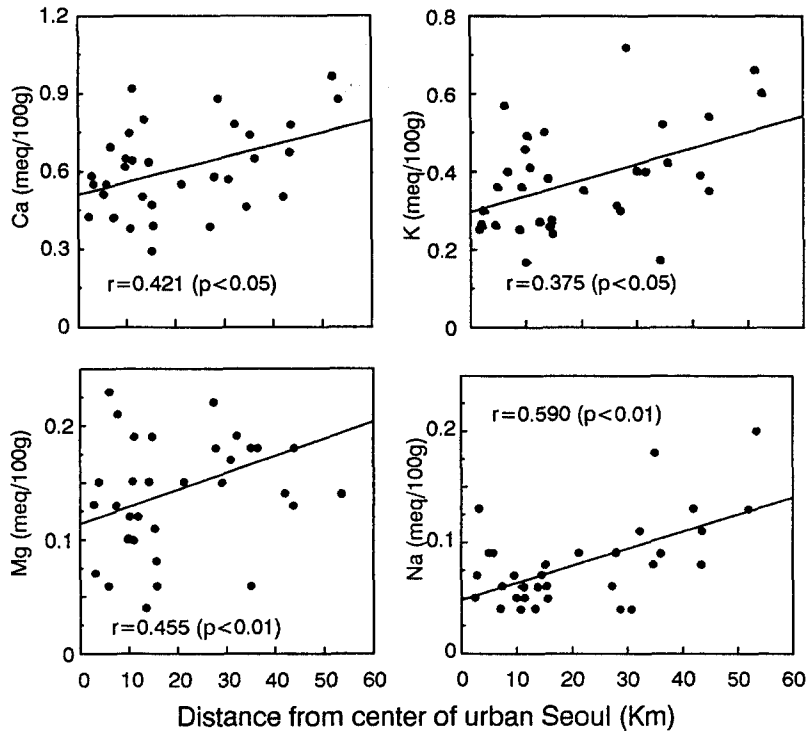 1.2
0.9
0.6
0.3
0
Ca (meq/100g)
r=0.421 (p<0.05)
0.8
0.6
0.4
0.2
0
K (meq/100g)
r=0.375 (p<0.05)
0.2
0.1
0
Mg (meq/100g)
r=0.455 (p<0.01)
0 10 20 30 40 50 60
0.2
0.1
0
Na (meq/100g)
r=0.590 (p<0.01)
0 10 20 30 40 50 60
Distance from center of urban Seoul (Km)